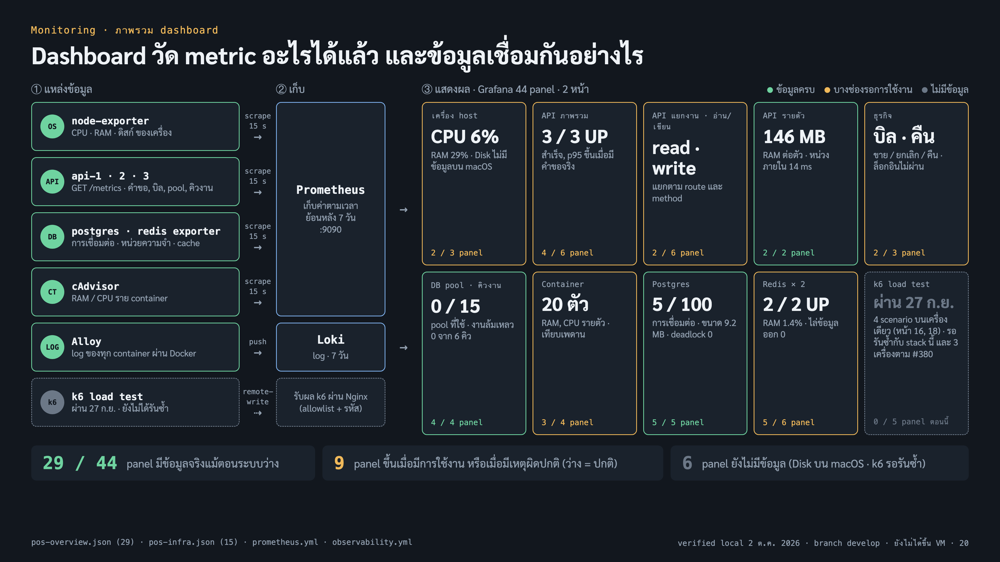 Monitoring · ภาพรวม dashboard
Dashboard วัด metric อะไรได้แล้ว และข้อมูลเชื่อมกันอย่างไร
① แหล่งข้อมูล
② เก็บ
③ แสดงผล · Grafana 44 panel · 2 หน้า
ข้อมูลครบ
บางช่องรอการใช้งาน
ไม่มีข้อมูล
OS
node-exporter
CPU · RAM · ดิสก์ ของเครื่อง
scrape
15 s
→
API
api-1 · 2 · 3
GET /metrics · คำขอ, บิล, pool, คิวงาน
scrape
15 s
→
DB
postgres · redis exporter
การเชื่อมต่อ · หน่วยความจำ · cache
scrape
15 s
→
CT
cAdvisor
RAM / CPU ราย container
scrape
15 s
→
LOG
Alloy
log ของทุก container ผ่าน Docker
push
→
k6
k6 load test
ผ่าน 27 ก.ย. · ยังไม่ได้รันซ้ำ
remote-
write
⇢
Prometheus
เก็บค่าตามเวลา
ย้อนหลัง 7 วัน
:9090
→
Loki
log · 7 วัน
→
รับผล k6 ผ่าน Nginx
(allowlist + รหัส)
เครื่อง host
CPU 6%
RAM 29% · Disk ไม่มี
ข้อมูลบน macOS
2 / 3 panel
API ภาพรวม
3 / 3 UP
สำเร็จ, p95 ขึ้นเมื่อมี
คำขอจริง
4 / 6 panel
API แยกงาน · อ่าน/
เขียน
read ·
write
แยกตาม route และ
method
2 / 6 panel
API รายตัว
146 MB
RAM ต่อตัว · หน่วง
ภายใน 14 ms
2 / 2 panel
ธุรกิจ
บิล · คืน
ขาย / ยกเลิก / คืน ·
ล็อกอินไม่ผ่าน
2 / 3 panel
DB pool · คิวงาน
0 / 15
pool ที่ใช้ · งานล้มเหลว
0 จาก 6 คิว
4 / 4 panel
Container
20 ตัว
RAM, CPU รายตัว ·
เทียบเพดาน
3 / 4 panel
Postgres
5 / 100
การเชื่อมต่อ · ขนาด 9.2
MB · deadlock 0
5 / 5 panel
Redis × 2
2 / 2 UP
RAM 1.4% · ไล่ข้อมูล
ออก 0
5 / 6 panel
k6 load test
ผ่าน 27 ก.ย.
4 scenario บนเครื่อง
เดียว (หน้า 16, 18) · รอ
รันซ้ำกับ stack นี้ และ 3
เครื่องตาม #380
0 / 5 panel ตอนนี้
29 / 44 panel มีข้อมูลจริงแม้ตอนระบบว่าง
9 panel ขึ้นเมื่อมีการใช้งาน หรือเมื่อมีเหตุผิดปกติ (ว่าง = ปกติ)
6 panel ยังไม่มีข้อมูล (Disk บน macOS · k6 รอรันซ้ำ)
pos-overview.json (29) · pos-infra.json (15) · prometheus.yml · observability.yml
verified local 2 ต.ค. 2026 · branch develop · ยังไม่ได้ขึ้น VM · 20